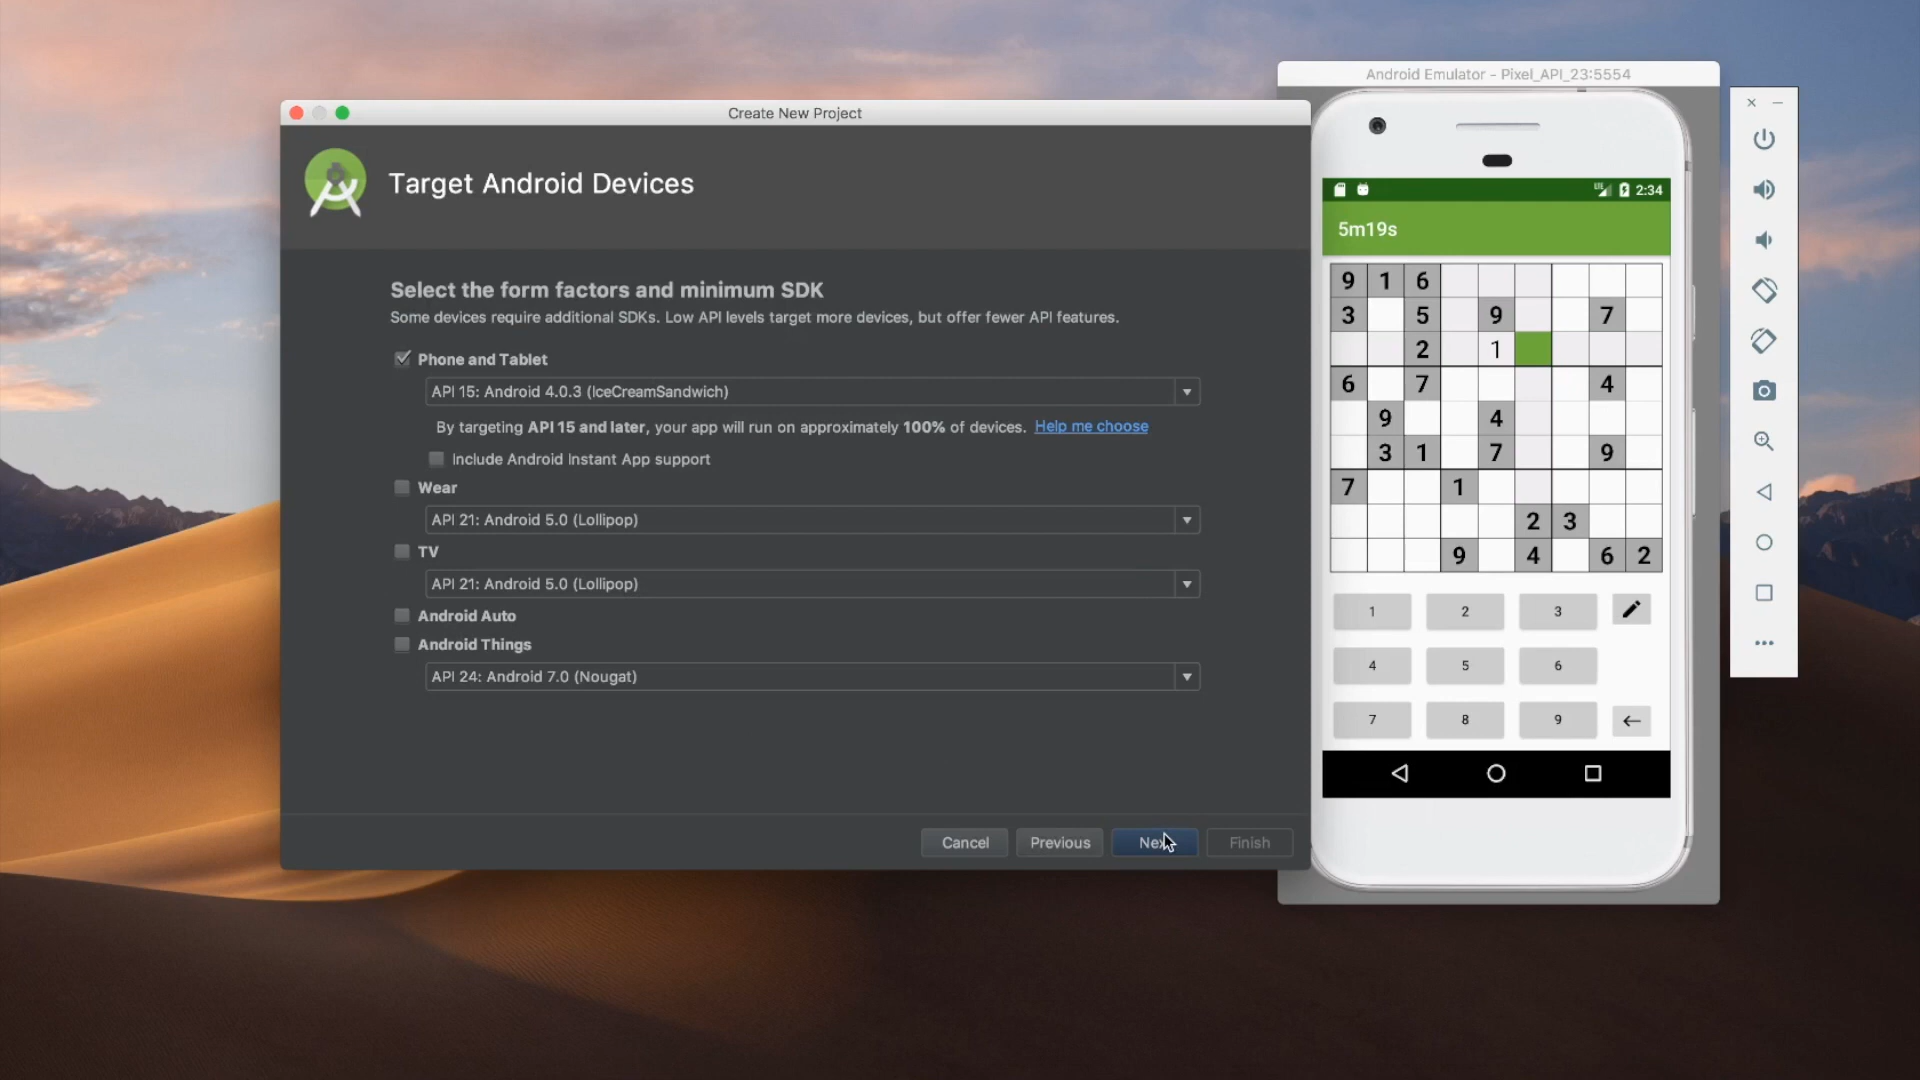 Android Emulator - Pixel_API_23:5554
Create New Project
Target Android Devices
Select the form factors and minimum SDK
Some devices require additional SDKs. Low API levels target more devices, but offer fewer API features.
Phone and Tablet
API 15: Android 4.0.3 (IceCreamSandwich)
By targeting API 15 and later, your app will run on approximately 100% of devices. Help me choose
Include Android Instant App support
Wear
API 21: Android 5.0 (Lollipop)
TV
API 21: Android 5.0 (Lollipop)
Android Auto
Android Things
API 24: Android 7.0 (Nougat)
Cancel Previous Next Finish
LTE 2:34
5m19s
9 1 6
3 5 9 7
2 1
6 7 4
9 4
3 1 7 9
7 1
2 3
9 4 6 2
1 2 3
4 5 6
7 8 9